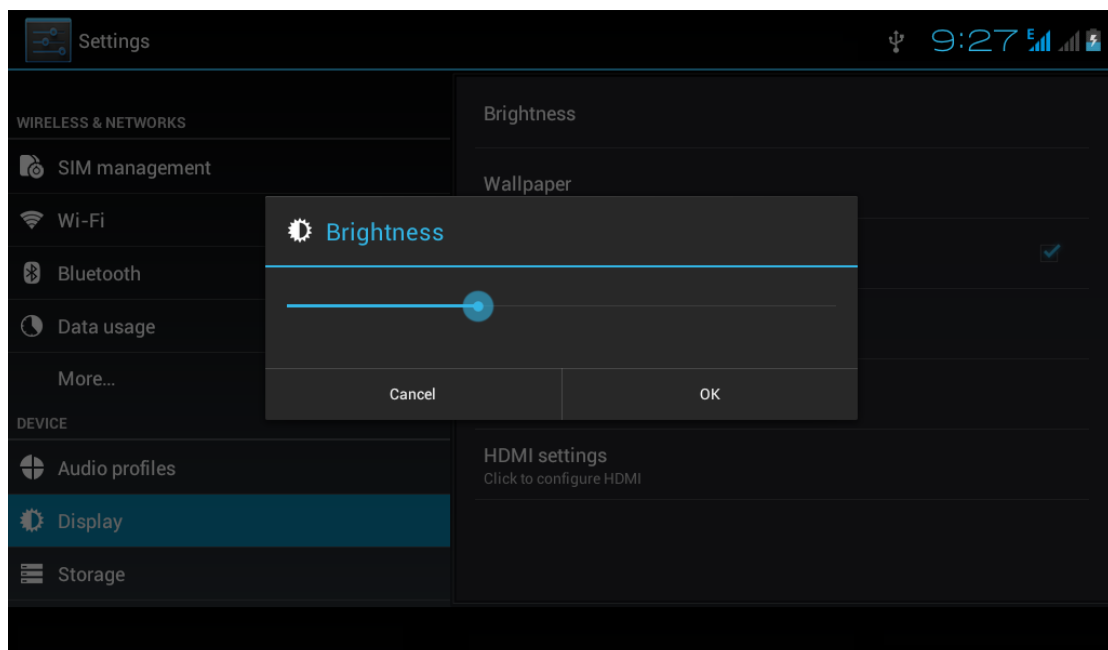 Settings
9:27
E
WIRELESS & NETWORKS
SIM management
Wi-Fi
Bluetooth
Data usage
More...
DEVICE
Audio profiles
Display
Storage
Brightness
Wallpaper
HDMI settings
Click to configure HDMI
Brightness
Cancel
OK